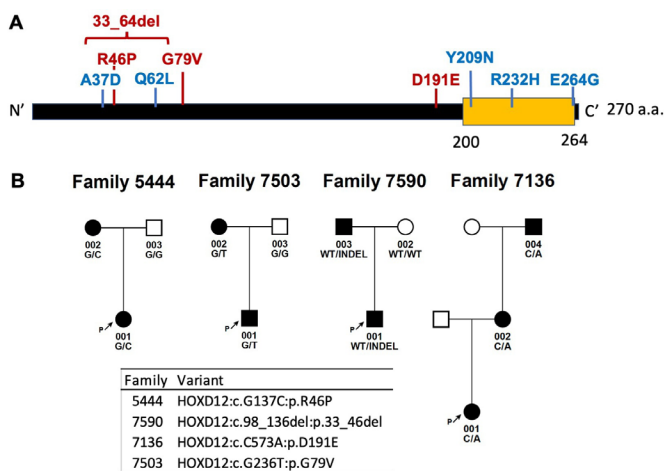 A
33_64del
R46P G79V
A37D Q62L
D191E Y209N R232H E264G
N' C' 270 a.a.
200 264
B Family 5444 Family 7503 Family 7590 Family 7136
002 003 002 003 003 002 004
G/C G/G G/T G/G WT/INDEL WT/WT C/A
P 001 P 001 P 001 002
G/C G/T WT/INDEL C/A
P 001
C/A
Family Variant
5444 HOXD12:c.G137C:p.R46P
7590 HOXD12:c.98_136del:p.33_46del
7136 HOXD12:c.C573A:p.D191E
7503 HOXD12:c.G236T:p.G79V